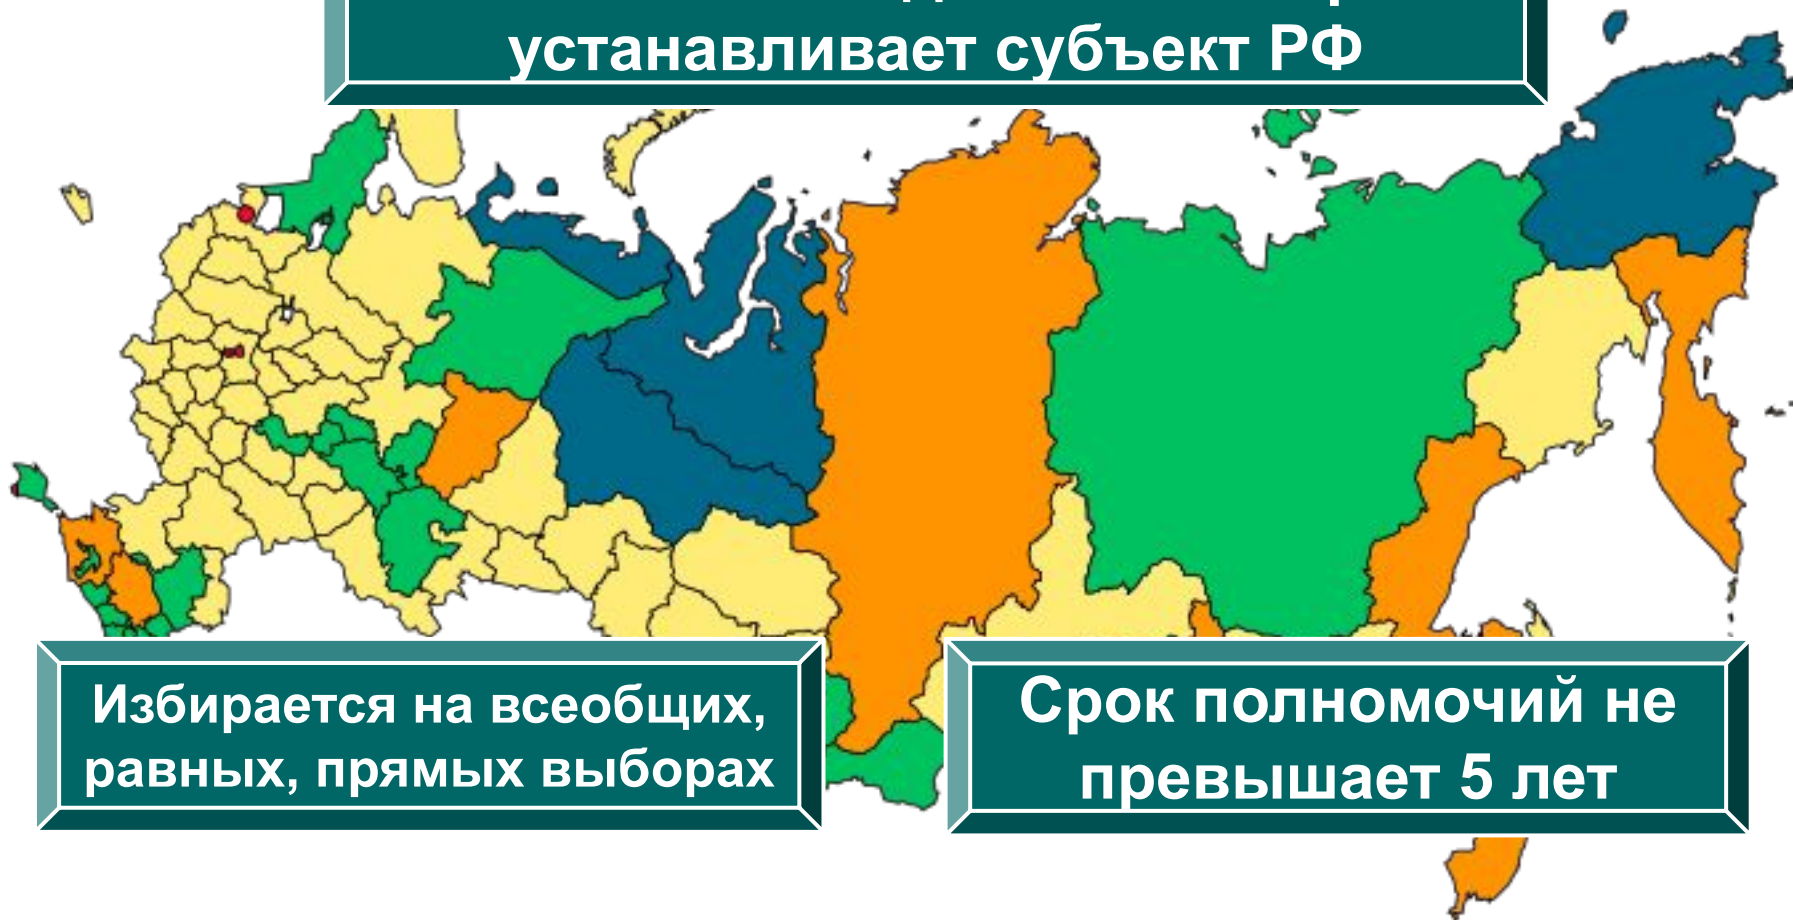 устанавливает субъект РФ
Избирается на всеобщих,
равных, прямых выборах
Срок полномочий не
превышает 5 лет